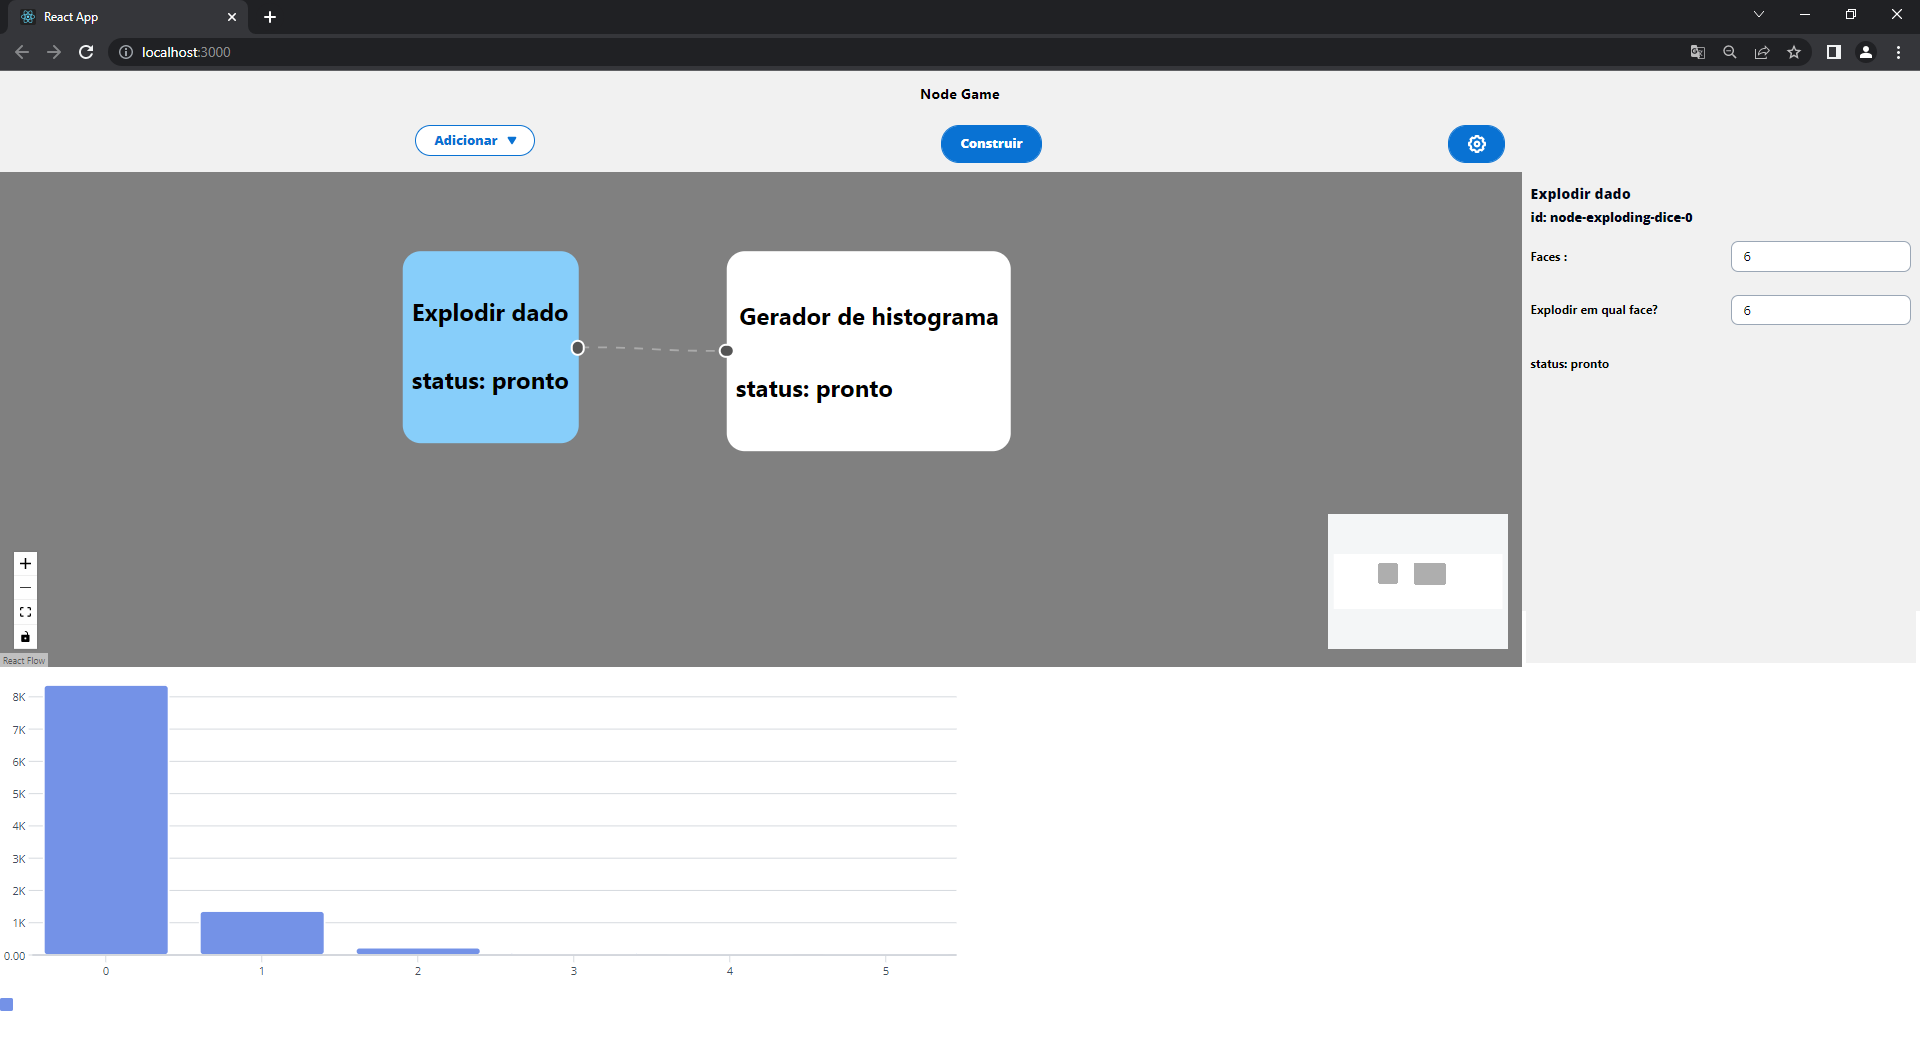 React App
localhost:3000
Node Game
Adicionar
Construir
Explodir dado
id: node-exploding-dice-0
Faces :
6
Explodir em qual face?
6
status: pronto
Explodir dado
status: pronto
Gerador de histograma
status: pronto
React Flow
8K
7K
6K
5K
4K
3K
2K
1K
0.00
0
1
2
3
4
5